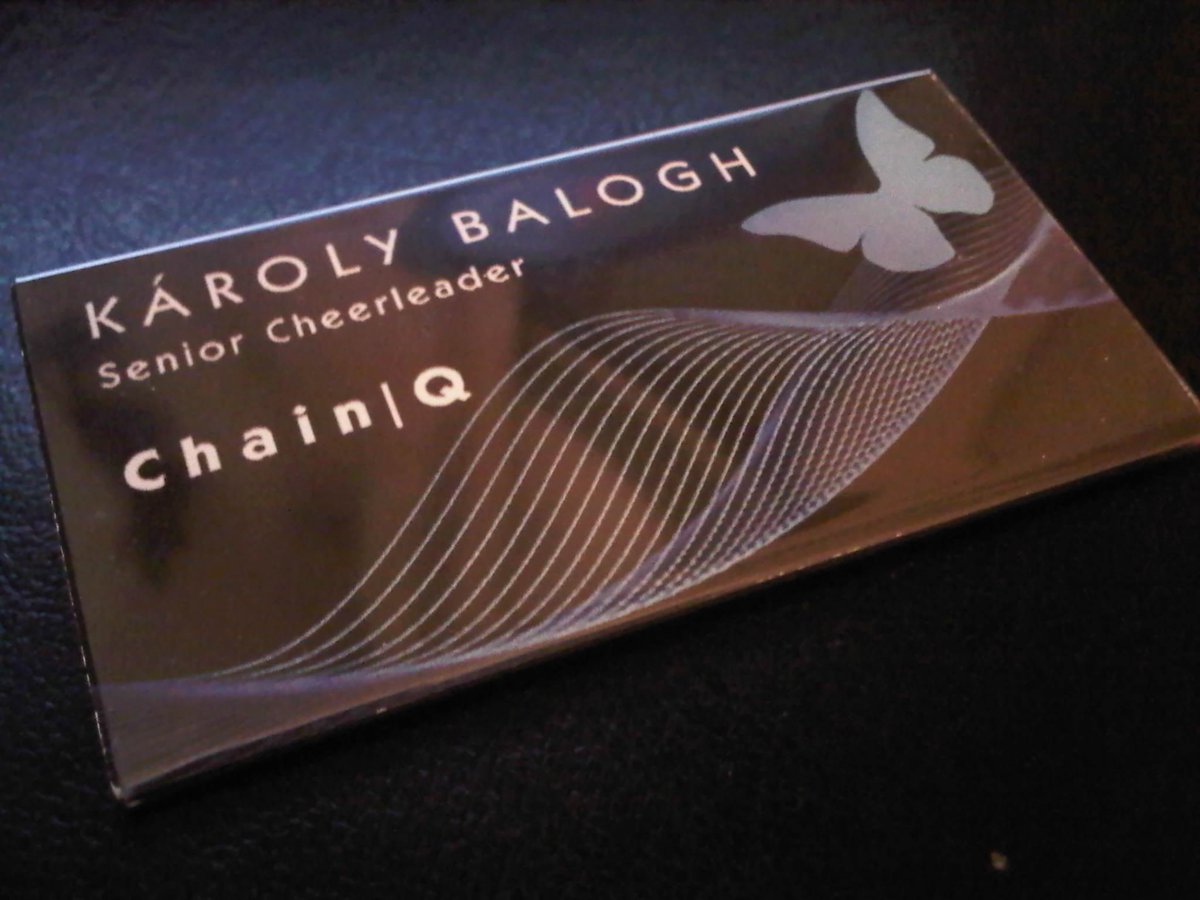 KÁROLY BALOGH
Senior Cheerleader
Chain|Q